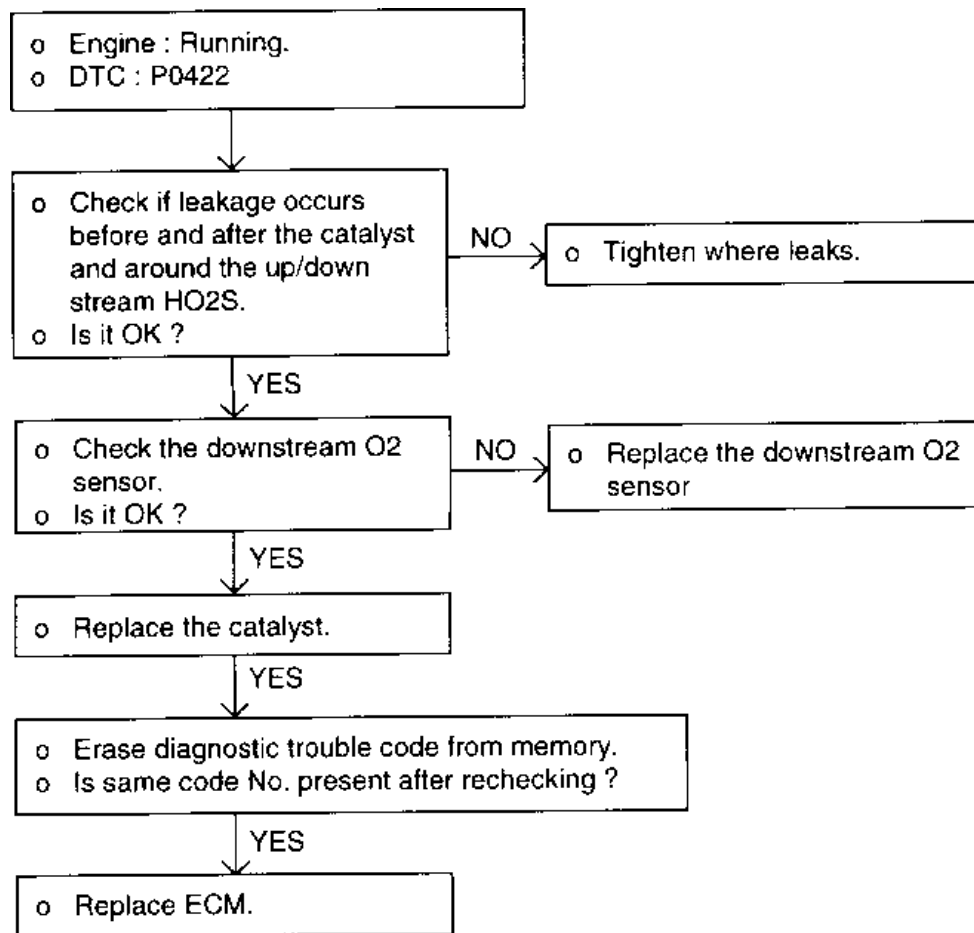 o Engine : Running.
o DTC : P0422
o Check if leakage occurs
before and after the catalyst
and around the up/down
stream HO2S.
o Is it OK ?
NO
o Tighten where leaks.
YES
o Check the downstream O2
sensor.
o Is it OK ?
NO
o Replace the downstream O2
sensor
YES
o Replace the catalyst.
YES
o Erase diagnostic trouble code from memory.
o Is same code No. present after rechecking ?
YES
o Replace ECM.